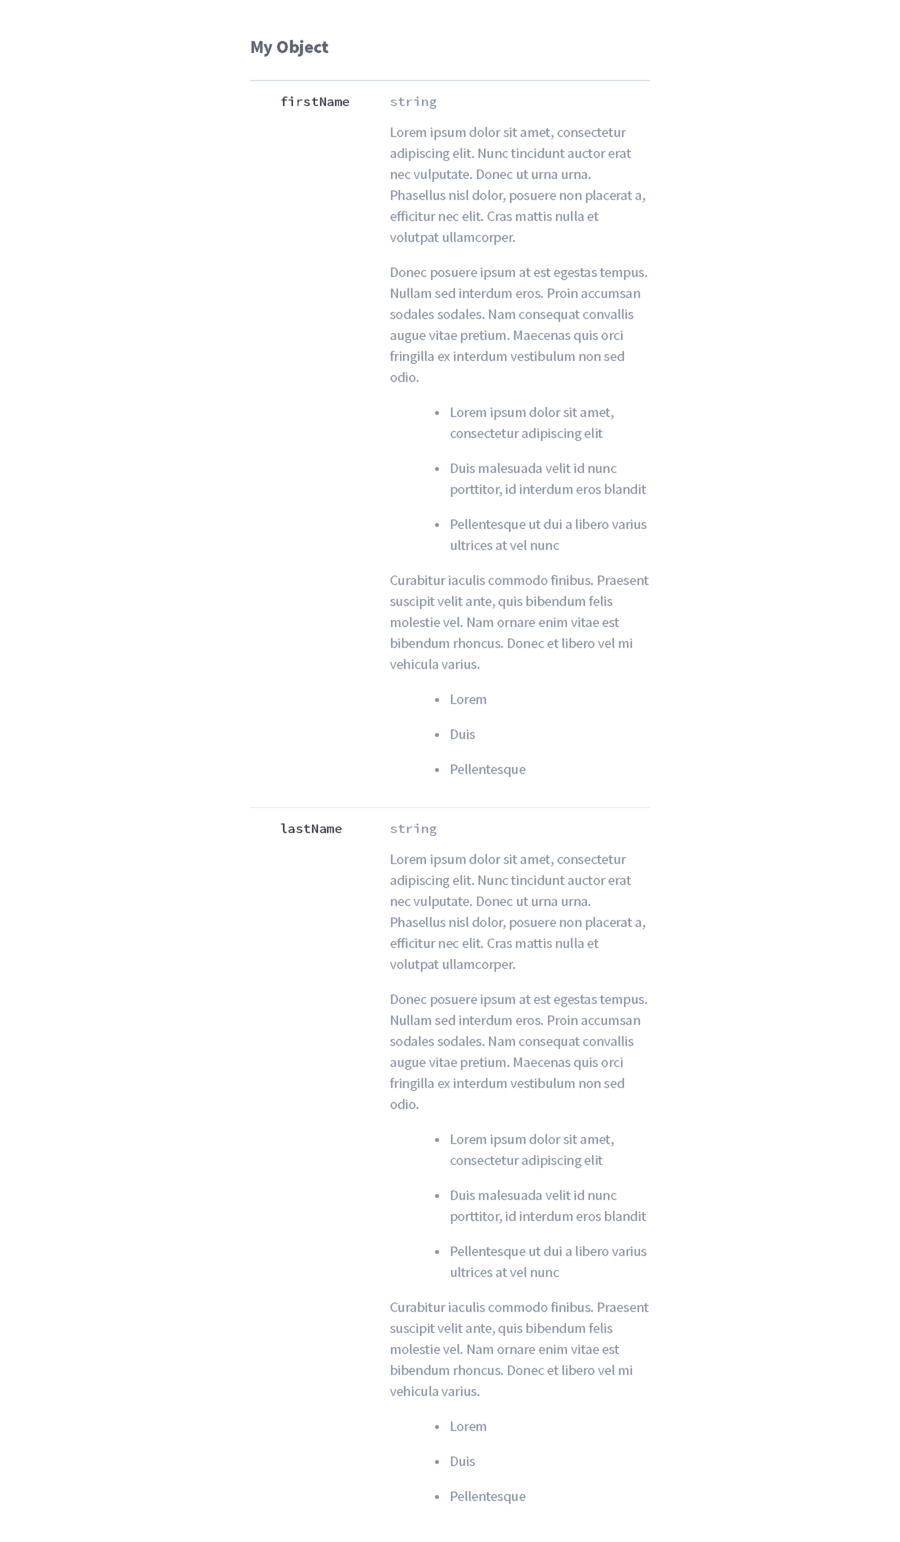 My Object
firstName
string
Lorem ipsum dolor sit amet, consectetur
adipiscing elit. Nunc tincidunt auctor erat
nec vulputate. Donec ut urna urna.
Phasellus nisl dolor, posuere non placerat a,
efficitur nec elit. Cras mattis nulla et
volutpat ullamcorper.
Donec posuere ipsum at est egestas tempus.
Nullam sed interdum eros. Proin accumsan
sodales sodales. Nam consequat convallis
augue vitae pretium. Maecenas quis orci
fringilla ex interdum vestibulum non sed
odio.
• Lorem ipsum dolor sit amet,
consectetur adipiscing elit
• Duis malesuada velit id nunc
porttitor, id interdum eros blandit
• Pellentesque ut dui a libero varius
ultrices at vel nunc
Curabitur iaculis commodo finibus. Praesent
suscipit velit ante, quis bibendum felis
molestie vel. Nam ornare enim vitae est
bibendum rhoncus. Donec et libero vel mi
vehicula varius.
• Lorem
• Duis
• Pellentesque
lastName
string
Lorem ipsum dolor sit amet, consectetur
adipiscing elit. Nunc tincidunt auctor erat
nec vulputate. Donec ut urna urna.
Phasellus nisl dolor, posuere non placerat a,
efficitur nec elit. Cras mattis nulla et
volutpat ullamcorper.
Donec posuere ipsum at est egestas tempus.
Nullam sed interdum eros. Proin accumsan
sodales sodales. Nam consequat convallis
augue vitae pretium. Maecenas quis orci
fringilla ex interdum vestibulum non sed
odio.
• Lorem ipsum dolor sit amet,
consectetur adipiscing elit
• Duis malesuada velit id nunc
porttitor, id interdum eros blandit
• Pellentesque ut dui a libero varius
ultrices at vel nunc
Curabitur iaculis commodo finibus. Praesent
suscipit velit ante, quis bibendum felis
molestie vel. Nam ornare enim vitae est
bibendum rhoncus. Donec et libero vel mi
vehicula varius.
• Lorem
• Duis
• Pellentesque